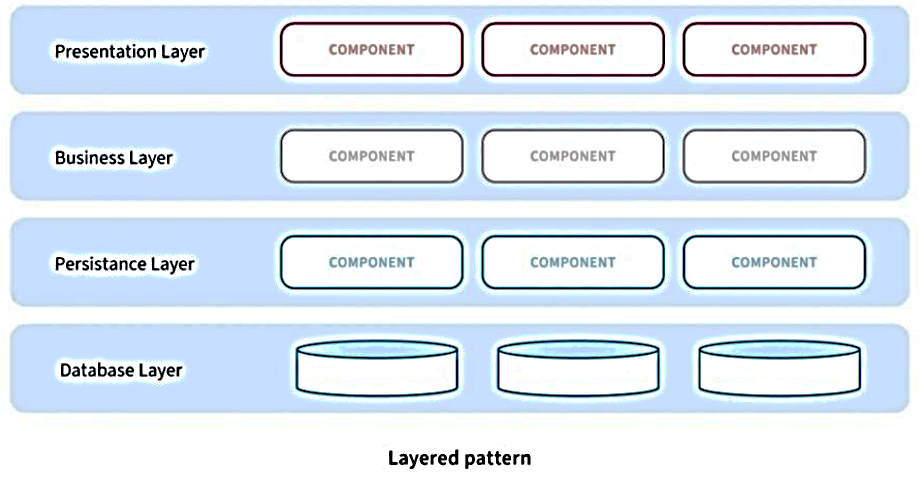 Presentation Layer COMPONENT COMPONENT COMPONENT
Business Layer COMPONENT COMPONENT COMPONENT
Persistance Layer COMPONENT COMPONENT COMPONENT
Database Layer
Layered pattern